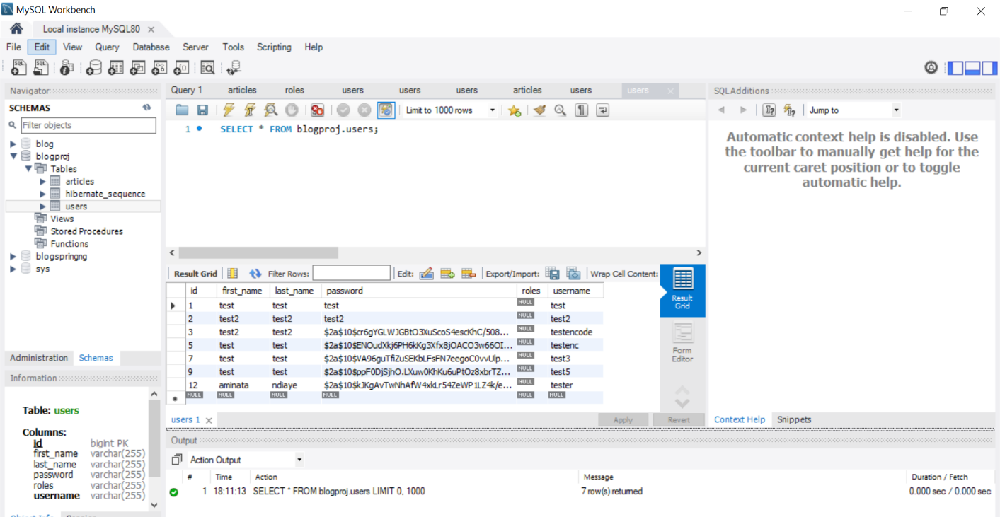 MySQL Workbench
Local instance MySQL80
File Edit View Query Database Server Tools Scripting Help
Navigator
SCHEMAS
Filter objects
blog
blogproj
Tables
articles
hibernate_sequence
users
Views
Stored Procedures
Functions
blogspringng
sys
Administration Schemas
Information
Table: users
Columns:
id bigint PK
first_name varchar(255)
last_name varchar(255)
password varchar(255)
roles varchar(255)
username varchar(255)
Query 1 articles roles users users users articles users users
Limit to 1000 rows
1 SELECT * FROM blogproj.users;
Result Grid Filter Rows: Edit: Export/Import: Wrap Cell Content:
id first_name last_name password roles username
1 test test test NULL test
2 test2 test2 test2 NULL test2
3 test2 test2 $2a$10$cr6gYGLWJGBtO3XuScoS4escKhC/508... NULL testencode
5 test test $2a$10$ENOudXkj6PH6kKg3Xfx8jOACO3w66OI... NULL testenc
7 test test $2a$10$VA96guTfiZuSEKbLFsFN7eegoC0vvUlp... NULL test3
9 test test $2a$10$ppF0DjSjhO.LXuw0KhKu6uPtOz8xbrTZ... NULL test5
12 aminata ndiaye $2a$10$kJKgAvTwNhAfW4xkLr54ZeWP1LZ4k/e... NULL tester
NULL NULL NULL NULL NULL NULL
Result Grid
Form Editor
users 1
Apply Revert
SQLAdditions
Jump to
Automatic context help is disabled. Use
the toolbar to manually get help for the
current caret position or to toggle
automatic help.
Context Help Snippets
Output
Action Output
# Time Action Message Duration / Fetch
1 18:11:13 SELECT * FROM blogproj.users LIMIT 0, 1000 7 row(s) returned 0.000 sec / 0.000 sec